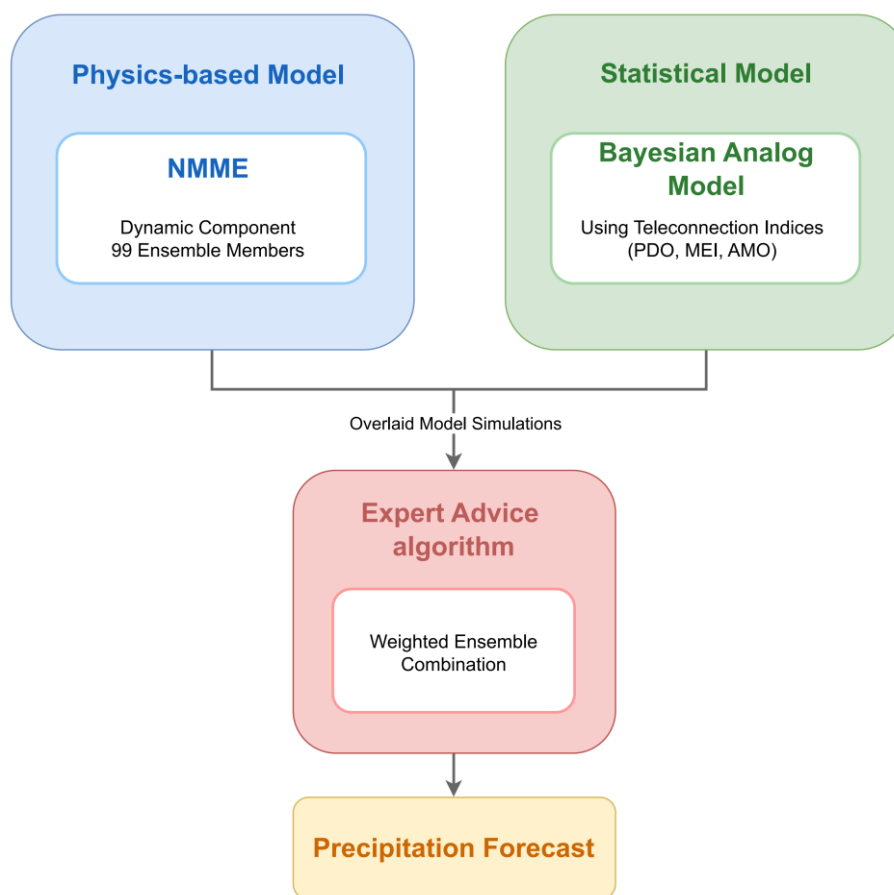 Physics-based Model
NMME
Dynamic Component
99 Ensemble Members
Statistical Model
Bayesian Analog
Model
Using Teleconnection Indices
(PDO, MEI, AMO)
Overlaid Model Simulations
Expert Advice
algorithm
Weighted Ensemble
Combination
Precipitation Forecast